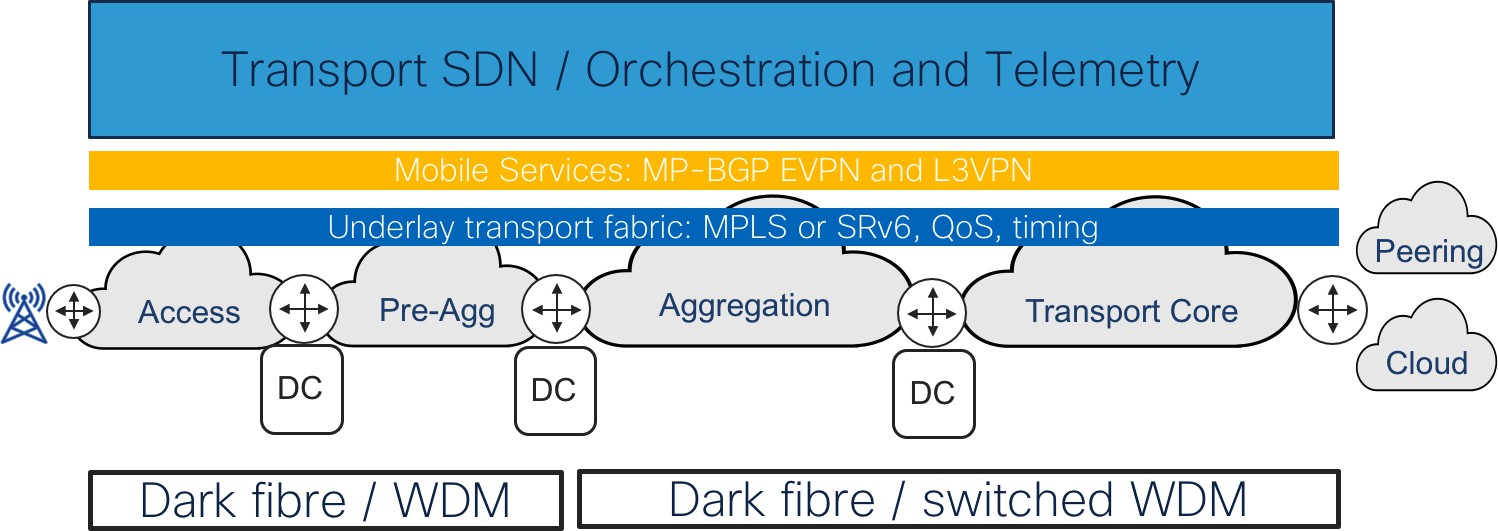 Transport SDN / Orchestration and Telemetry
Mobile Services: MP-BGP EVPN and L3VPN
Underlay transport fabric: MPLS or SRv6, QoS, timing
Access
Pre-Agg
Aggregation
Transport Core
Peering
Cloud
DC
DC
DC
Dark fibre / WDM
Dark fibre / switched WDM